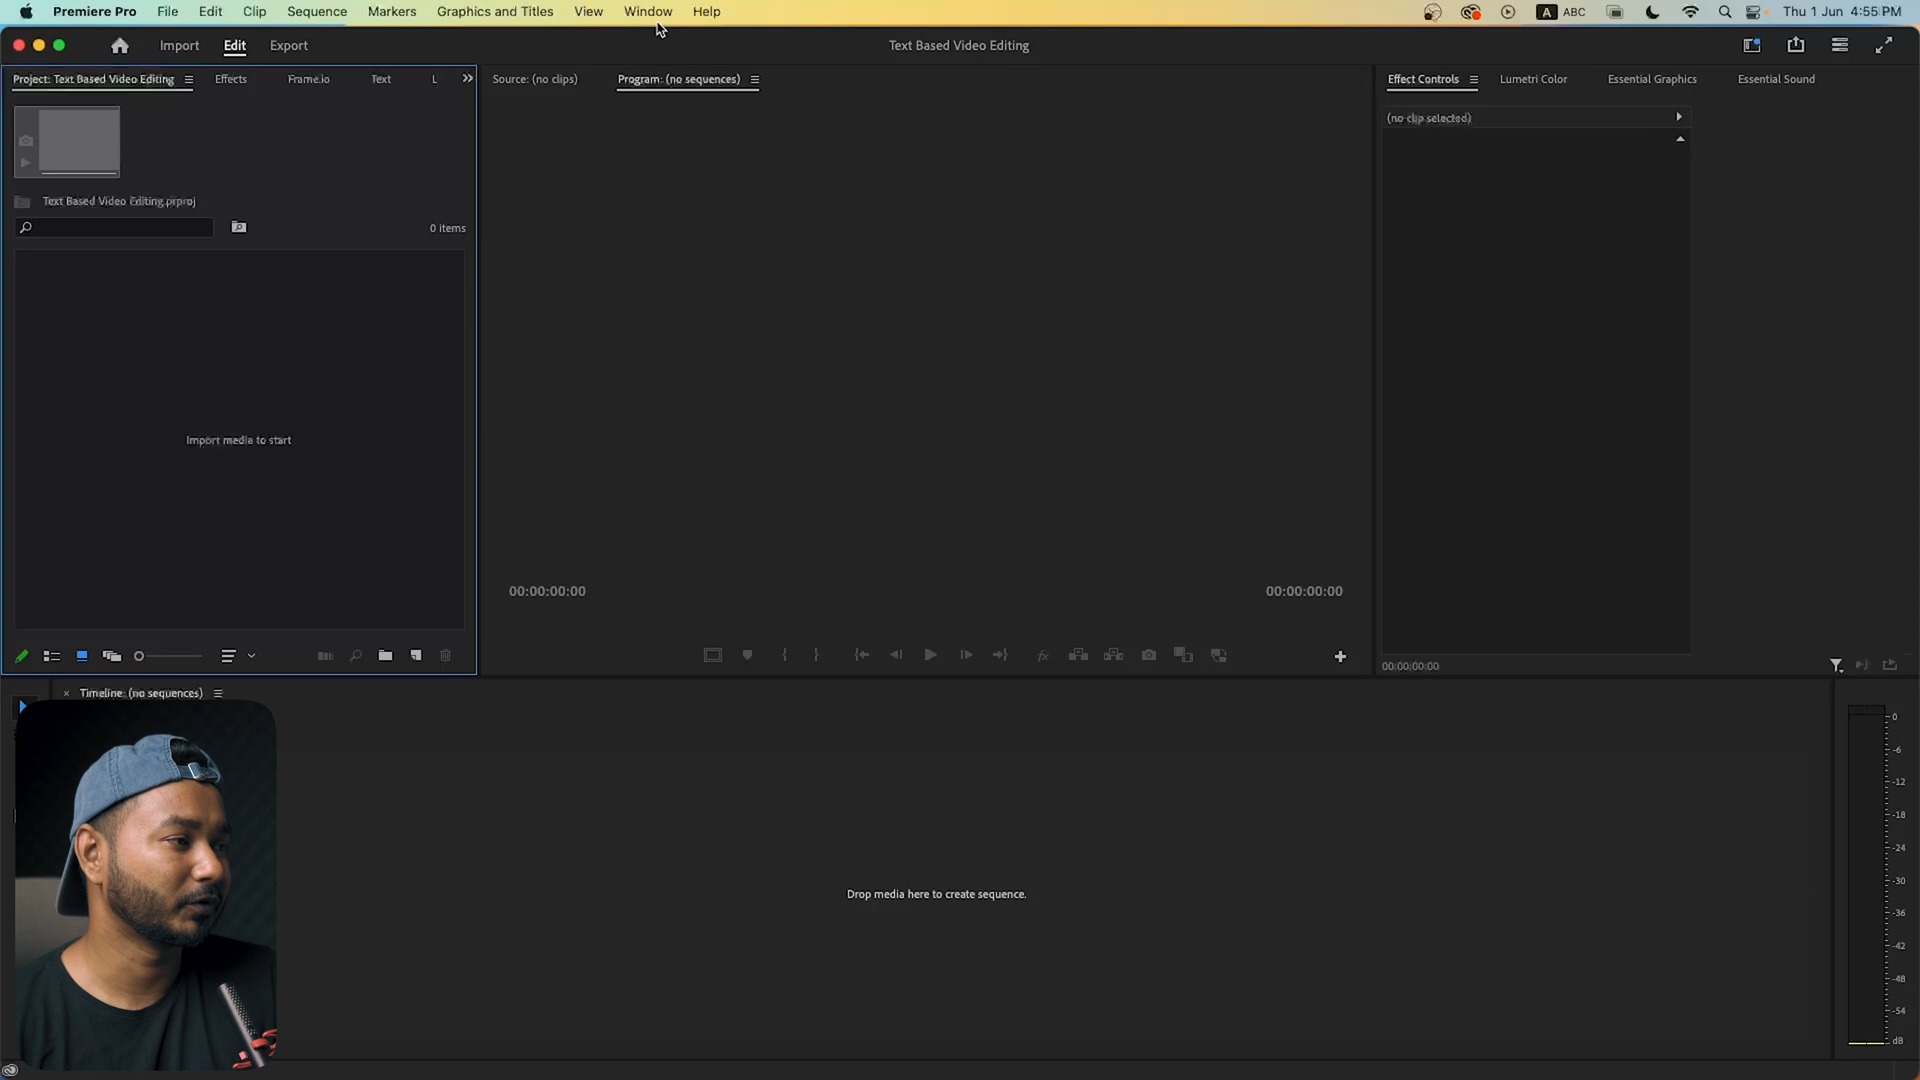 Premiere Pro File Edit Clip Sequence Markers Graphics and Titles View Window Help A ABC Thu 1 Jun 4:55 PM
Import Edit Export Text Based Video Editing
Project: Text Based Video Editing Effects Frame.io Text L
Source: (no clips) Program: (no sequences)
Effect Controls Lumetri Color Essential Graphics Essential Sound
(no clip selected)
Text Based Video Editing.prproj
0 items
Import media to start
00:00:00:00 00:00:00:00
fx
00:00:00:00
Timeline: (no sequences)
Drop media here to create sequence.
0
-6
-12
-18
-24
-30
-36
-42
-48
-54
dB